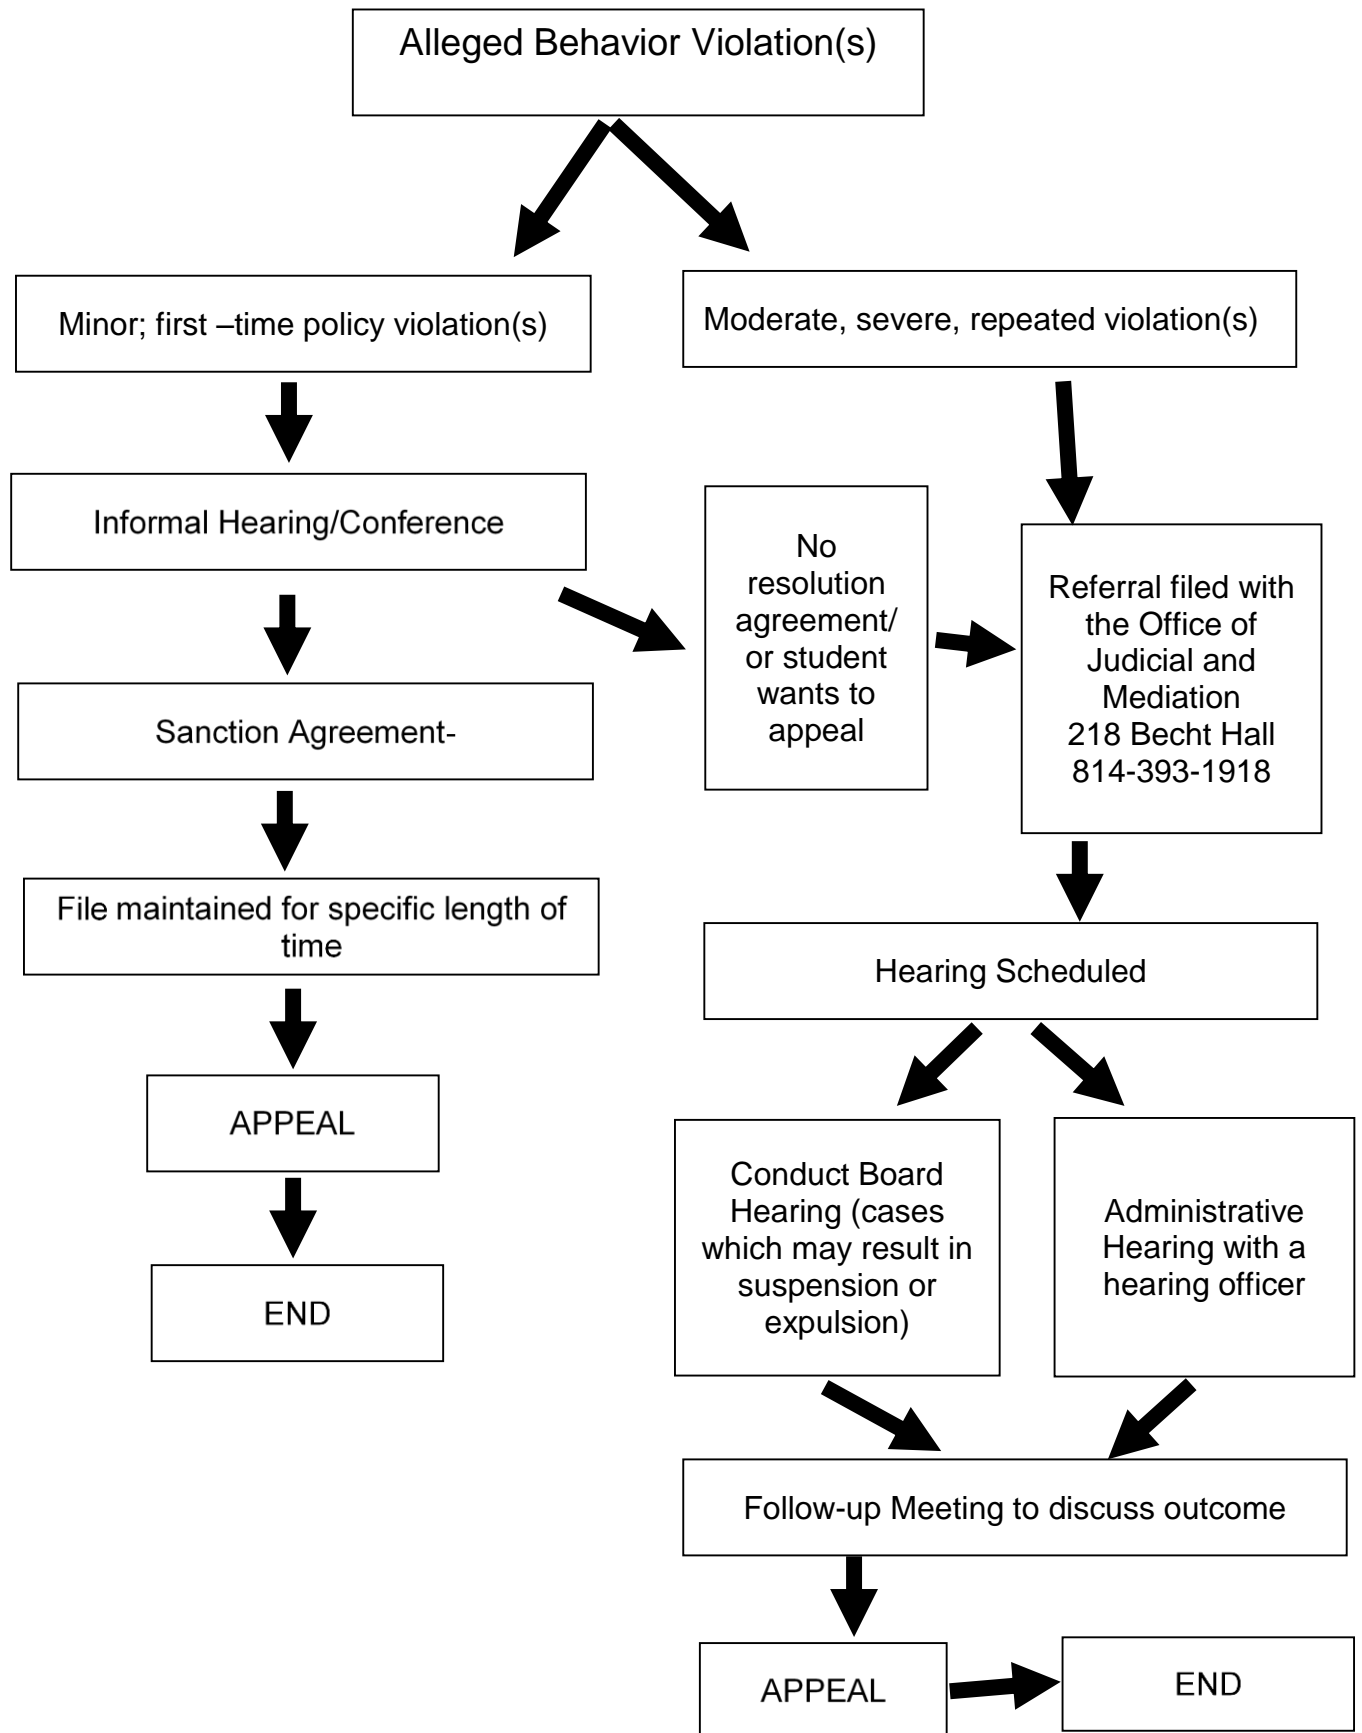 Alleged Behavior Violation(s)
Minor; first –time policy violation(s)
Moderate, severe, repeated violation(s)
Informal Hearing/Conference
No
resolution
agreement/
or student
wants to
appeal
Referral filed with
the Office of
Judicial and
Mediation
218 Becht Hall
814-393-1918
Sanction Agreement-
File maintained for specific length of
time
Hearing Scheduled
APPEAL
Conduct Board
Hearing (cases
which may result in
suspension or
expulsion)
Administrative
Hearing with a
hearing officer
END
Follow-up Meeting to discuss outcome
APPEAL
END